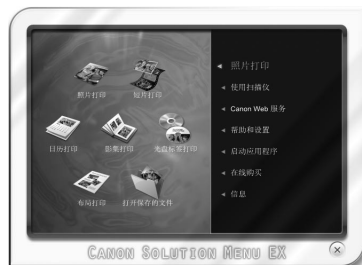 照片打印
短片打印
日历打印
影集打印
光盘标签打印
布局打印
打开保存的文件
照片打印
使用扫描仪
Canon Web 服务
帮助和设置
启动应用程序
在线购买
信息
CANON SOLUTION MENU EX